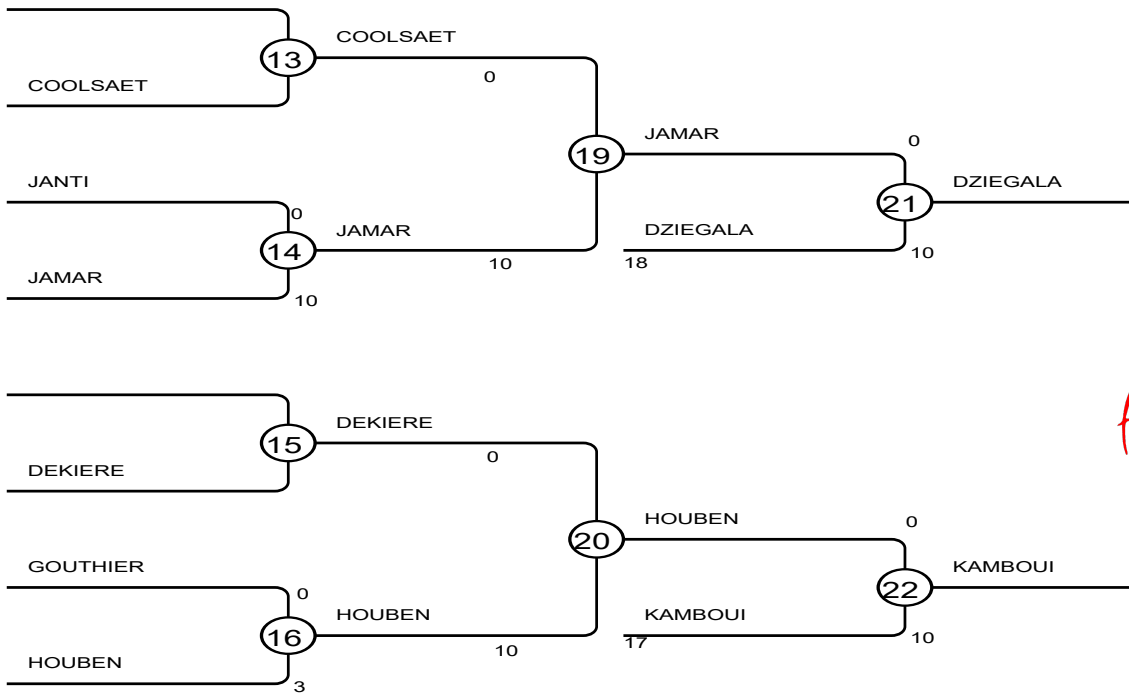 COOLSAET
13
COOLSAET
0
JANTI
0
14
JAMAR
10
JAMAR
10
19
JAMAR
0
21
DZIEGALA
DZIEGALA
18
10
15
DEKIERE
0
DEKIERE
GOUTHIER
0
16
HOUBEN
10
HOUBEN
3
20
HOUBEN
0
22
KAMBOUI
KAMBOUI
17
10